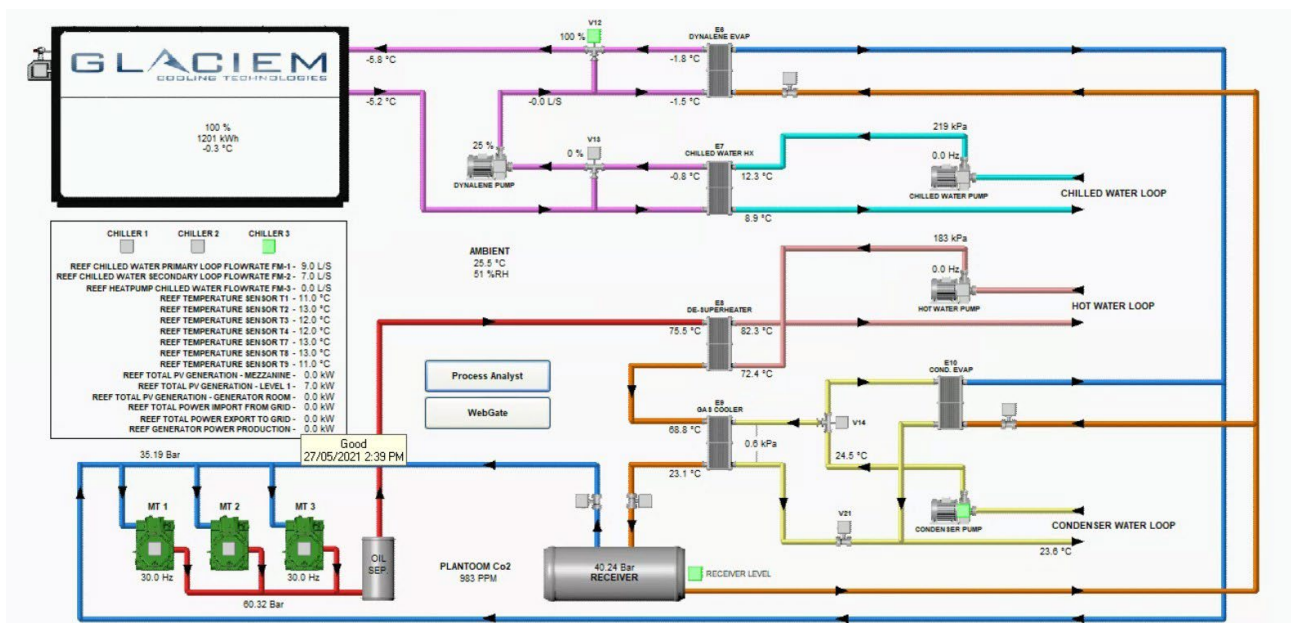 GLACIEM
COOLING TECHNOLOGIES
100 %
1201 kWh
-0.3 °C
V12
100 %
E6
DYNALENE EVAP
-5.8 °C
-1.8 °C
-5.2 °C
-0.0 L/S
-1.5 °C
25 %
DYNALENE PUMP
V13
0 %
E7
CHILLED WATER HX
-0.8 °C
12.3 °C
8.9 °C
219 kPa
0.0 Hz
CHILLED WATER PUMP
CHILLED WATER LOOP
CHILLER 1
CHILLER 2
CHILLER 3
REEF CHILLED WATER PRIMARY LOOP FLOWRATE FM-1 - 9.0 L/S
REEF CHILLED WATER SECONDARY LOOP FLOWRATE FM-2 - 7.0 L/S
REEF HEATPUMP CHILLED WATER FLOWRATE FM-3 - 0.0 L/S
REEF TEMPERATURE SENSOR T1 - 11.0 °C
REEF TEMPERATURE SENSOR T2 - 13.0 °C
REEF TEMPERATURE SENSOR T3 - 12.0 °C
REEF TEMPERATURE SENSOR T4 - 12.0 °C
REEF TEMPERATURE SENSOR T7 - 13.0 °C
REEF TEMPERATURE SENSOR T8 - 13.0 °C
REEF TEMPERATURE SENSOR T9 - 11.0 °C
REEF TOTAL PV GENERATION - MEZZANINE - 0.0 kW
REEF TOTAL PV GENERATION - LEVEL 1 - 7.0 kW
REEF TOTAL PV GENERATION - GENERATOR ROOM - 0.0 kW
REEF TOTAL POWER IMPORT FROM GRID - 0.0 kW
REEF TOTAL POWER EXPORT TO GRID - 0.0 kW
REEF GENERATOR POWER PRODUCTION - 0.0 kW
AMBIENT
25.5 °C
51 %RH
183 kPa
0.0 Hz
HOT WATER PUMP
HOT WATER LOOP
E8
DE-SUPERHEATER
75.5 °C
82.3 °C
72.4 °C
Process Analyst
WebGate
E10
COND. EVAP
E9
GAS COOLER
68.8 °C
0.6 kPa
23.1 °C
V14
24.5 °C
Good
27/05/2021 2:39 PM
35.19 Bar
MT 1
MT 2
MT 3
30.0 Hz
30.0 Hz
OIL
SEP.
60.32 Bar
PLANTOOM Co2
983 PPM
40.24 Bar
RECEIVER
RECEIVER LEVEL
V21
CONDENSER PUMP
CONDENSER WATER LOOP
23.6 °C